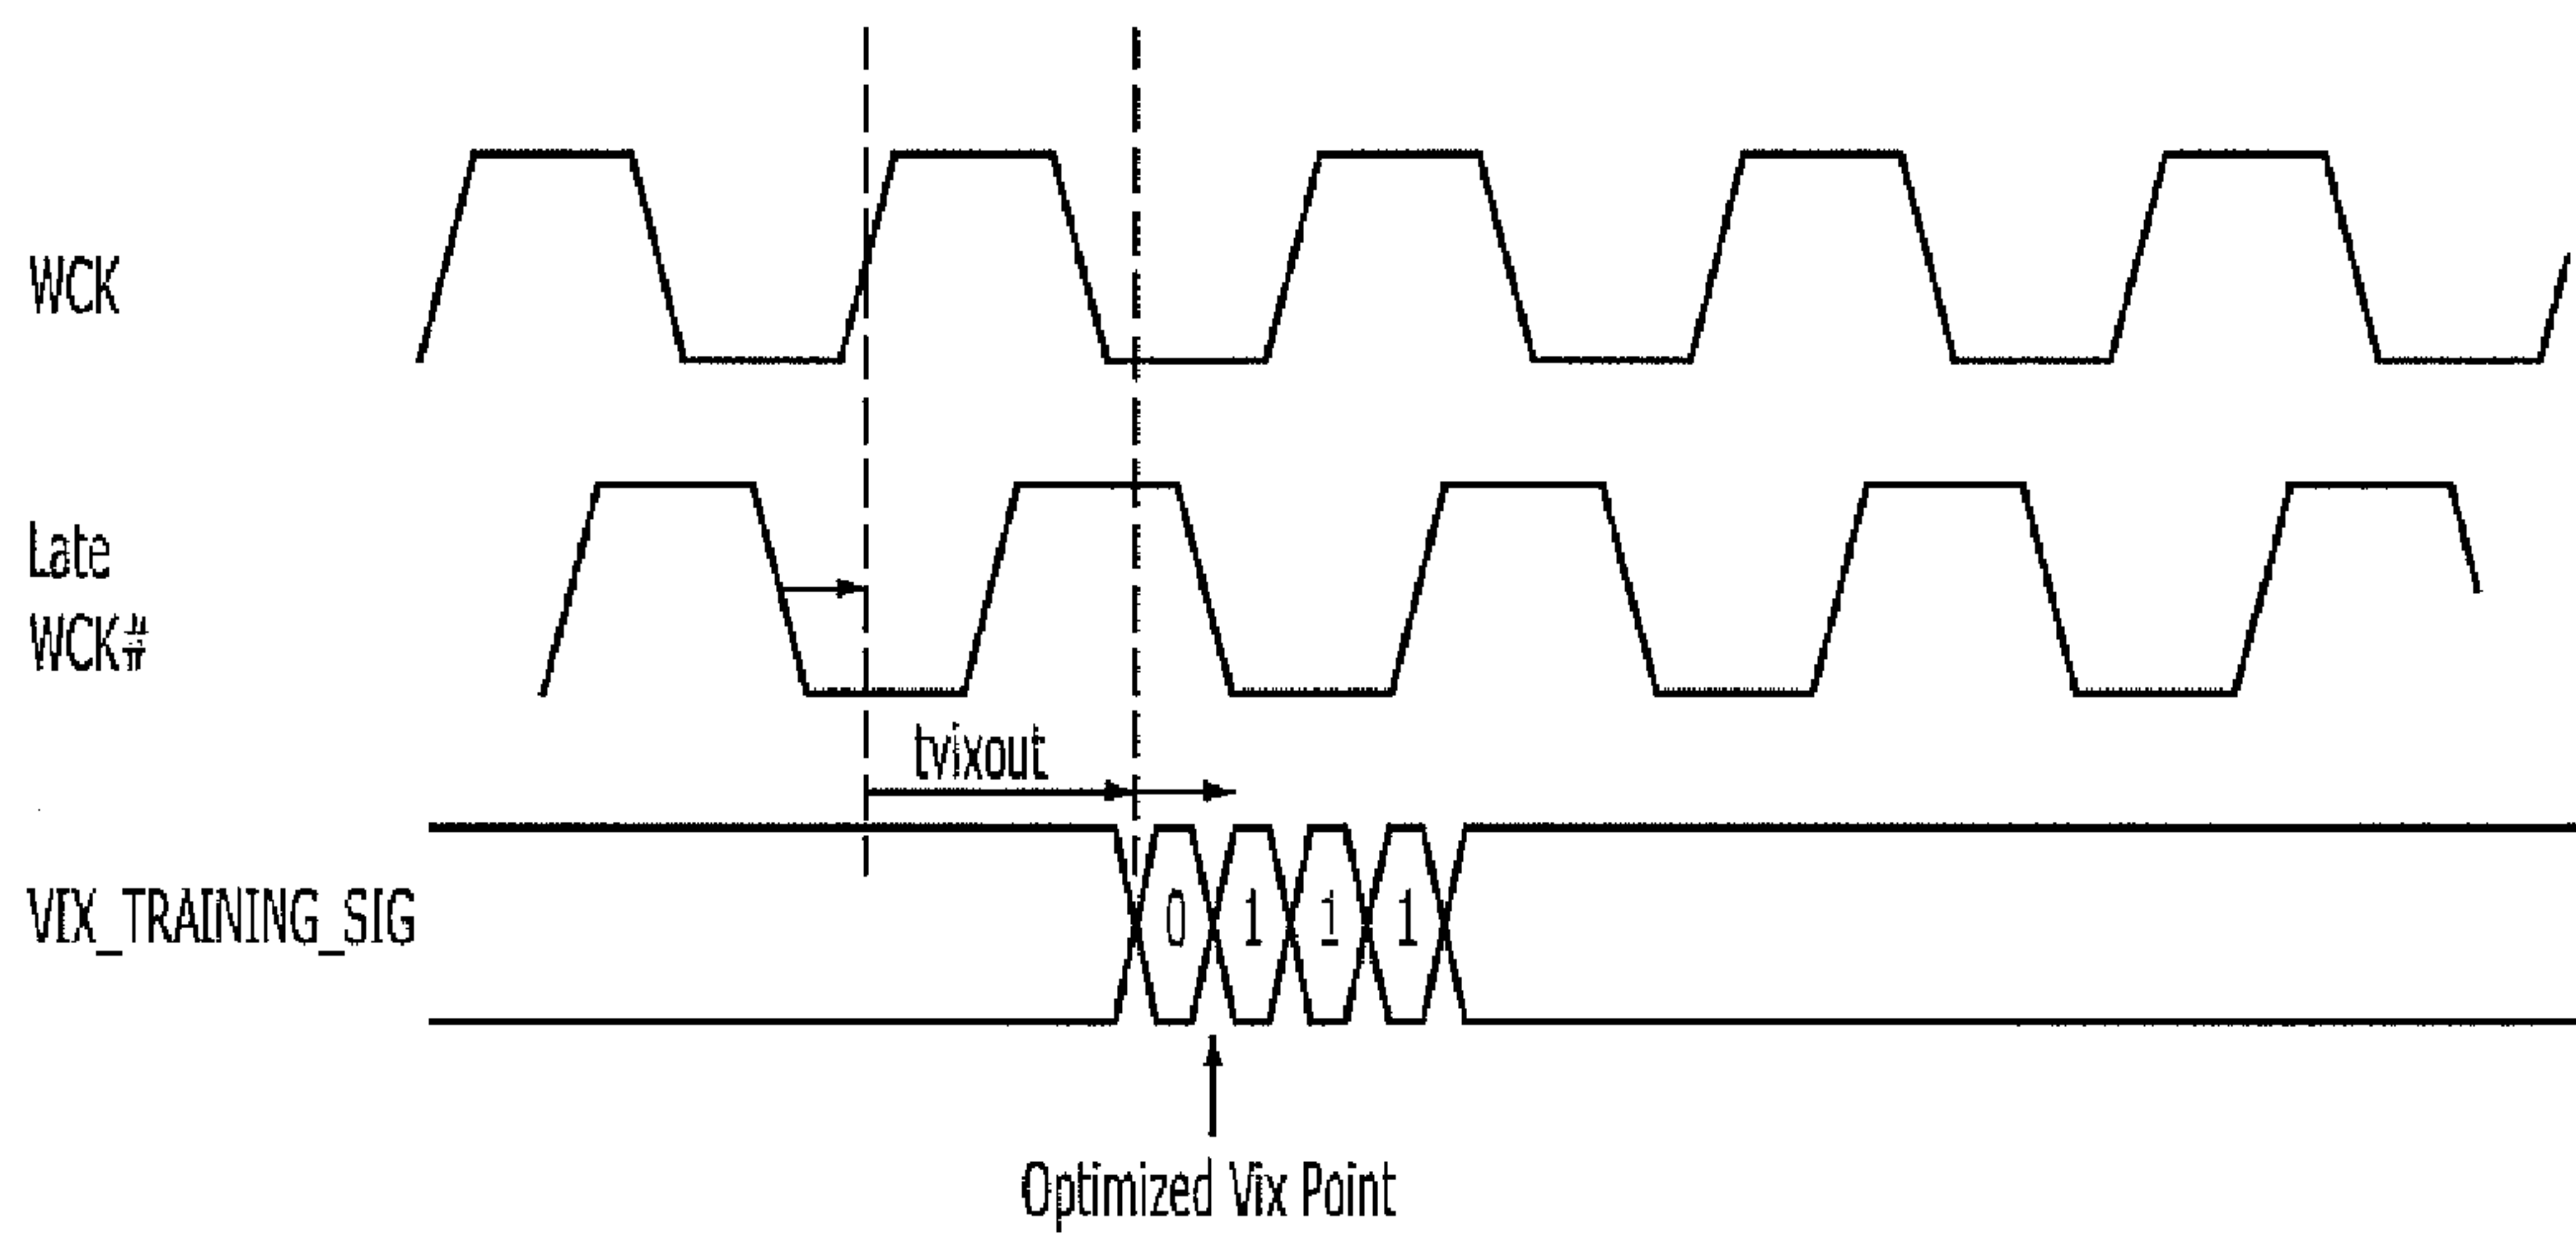 WCK
Late
WCK#
tvixout
VIX_TRAINING_SIG
0 1 1 1
Optimized Vix Point